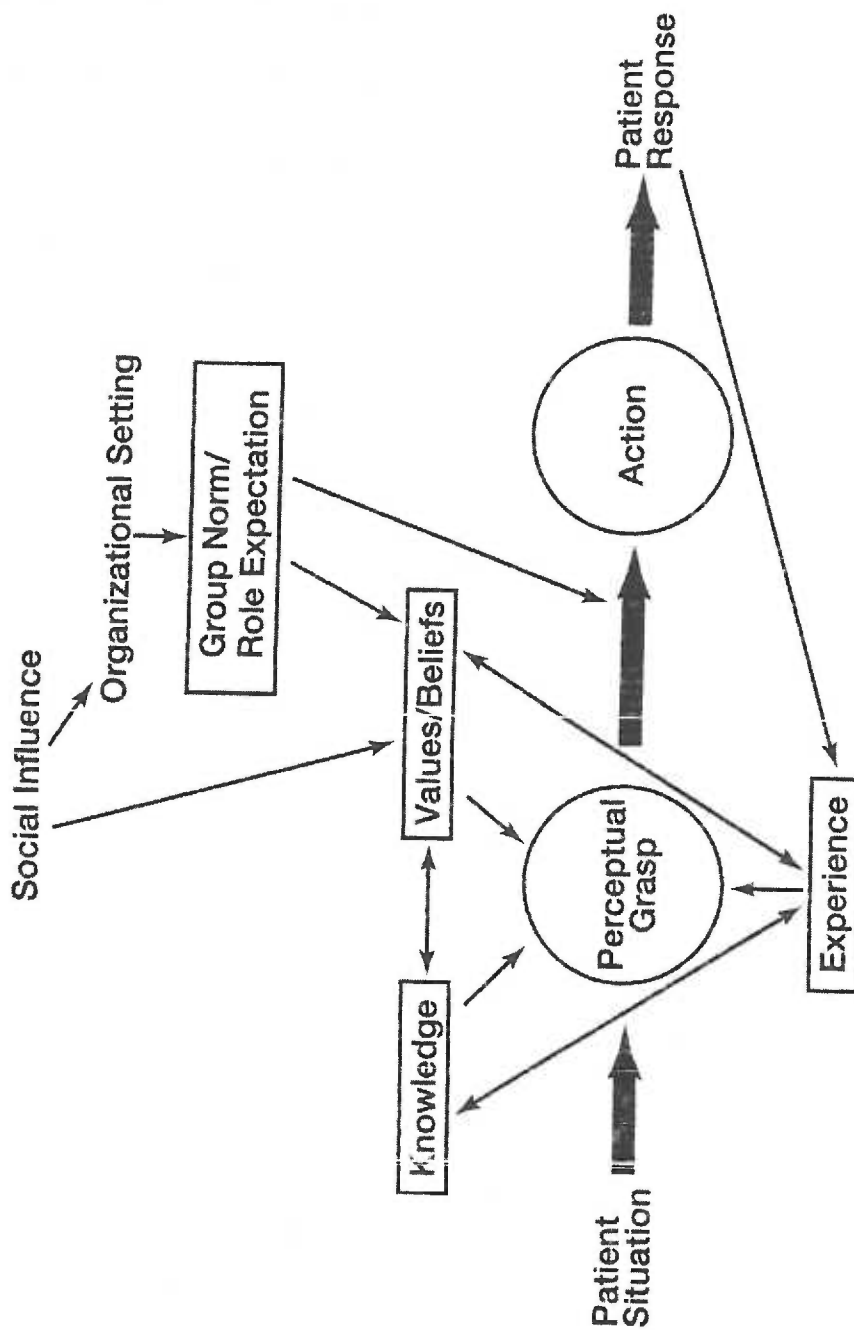 Social Influence
Organizational Setting
Group Norm/
Role Expectation
Knowledge
Values/Beliefs
Patient
Situation
Perceptual
Grasp
Action
Patient
Response
Experience